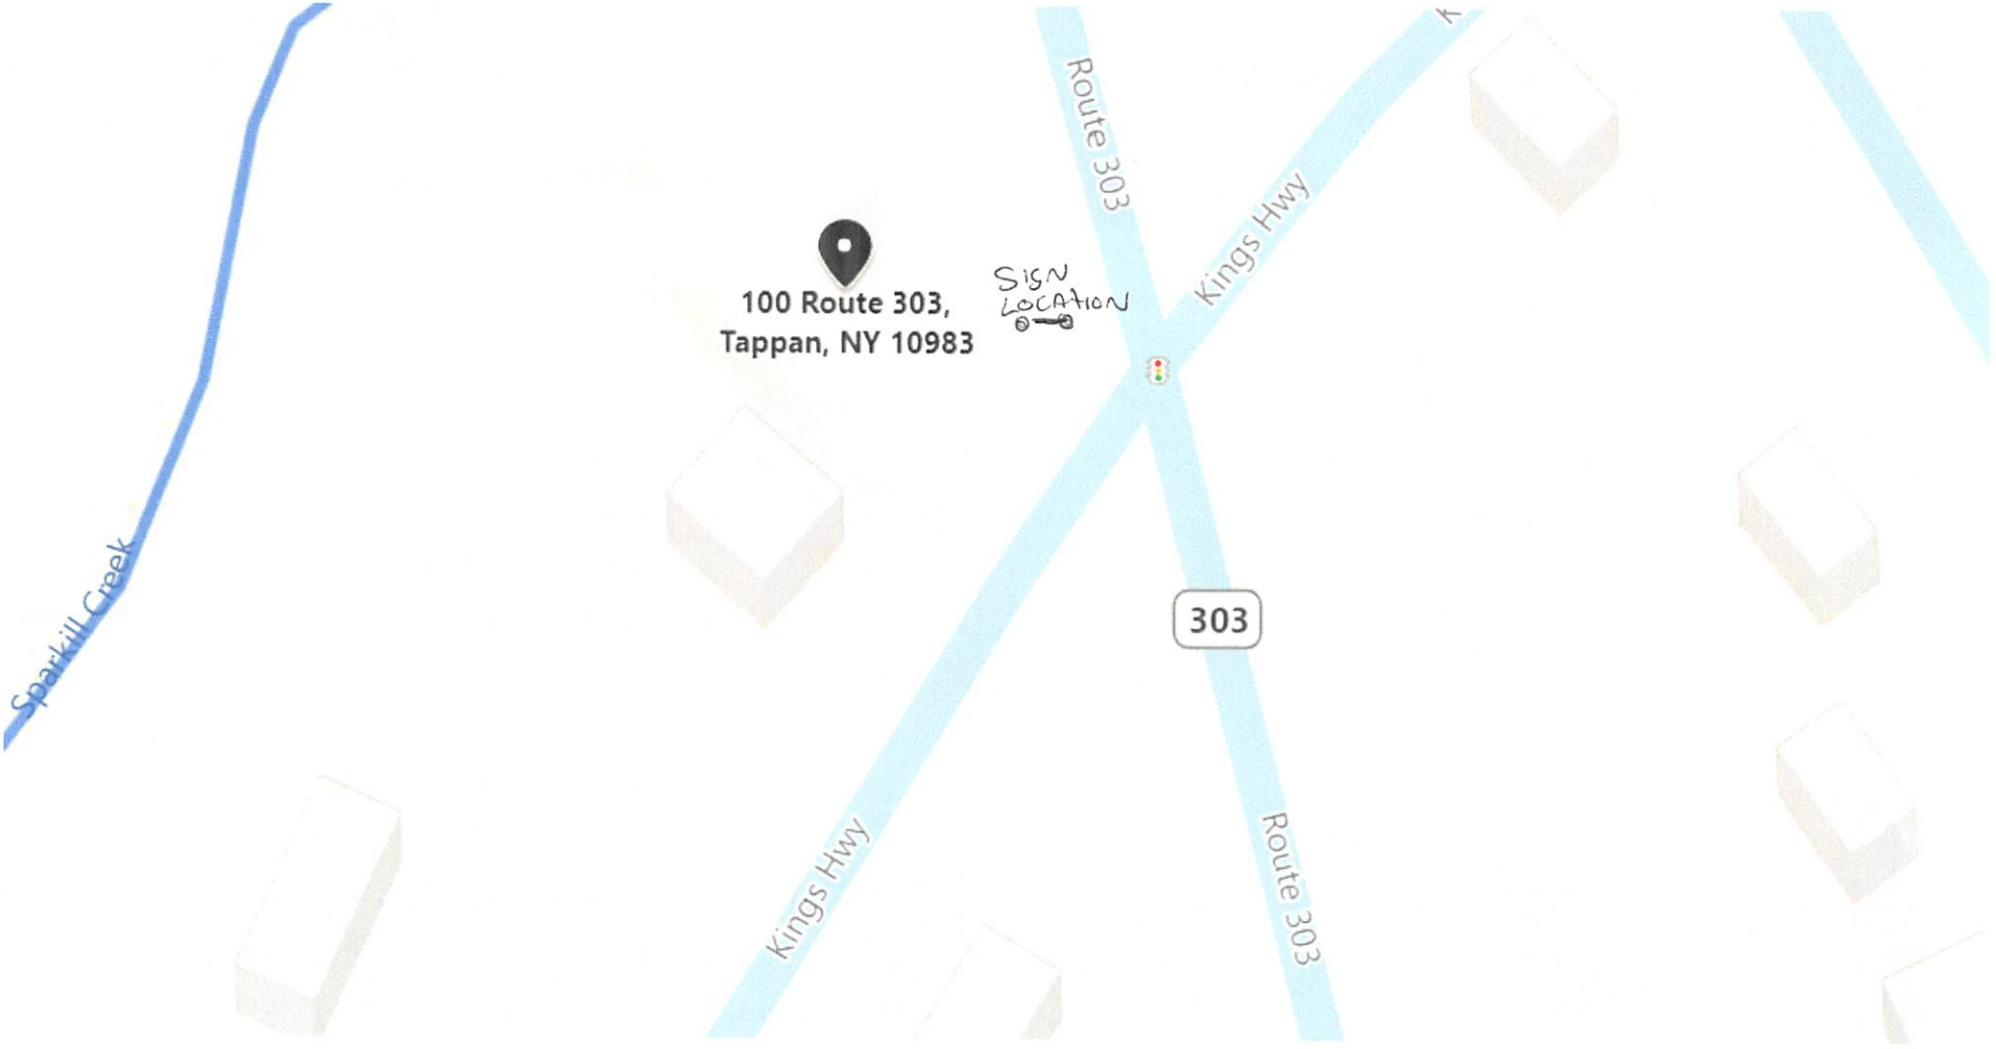 Route 303
Kings Hwy
100 Route 303,
Tappan, NY 10983
SIGN
LOCATION
303
Sparkill Creek
Kings Hwy
Route 303